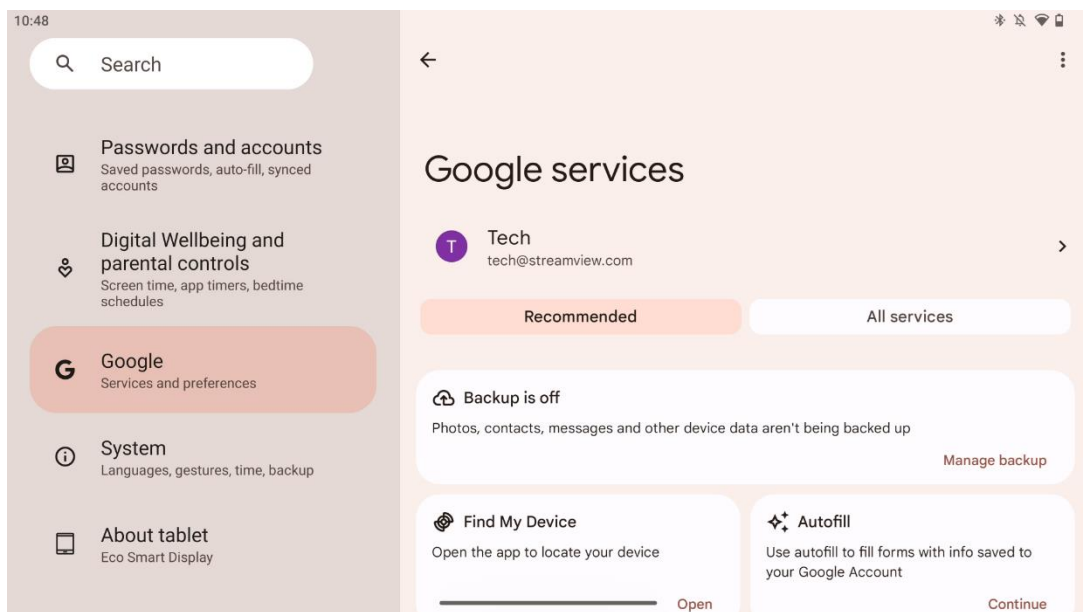 10:48
Search
Passwords and accounts
Saved passwords, auto-fill, synced
accounts
Digital Wellbeing and
parental controls
Screen time, app timers, bedtime
schedules
G
Google
Services and preferences
System
Languages, gestures, time, backup
About tablet
Eco Smart Display
Google services
T
Tech
tech@streamview.com
Recommended
All services
Backup is off
Photos, contacts, messages and other device data aren't being backed up
Manage backup
Find My Device
Open the app to locate your device
Open
Autofill
Use autofill to fill forms with info saved to
your Google Account
Continue